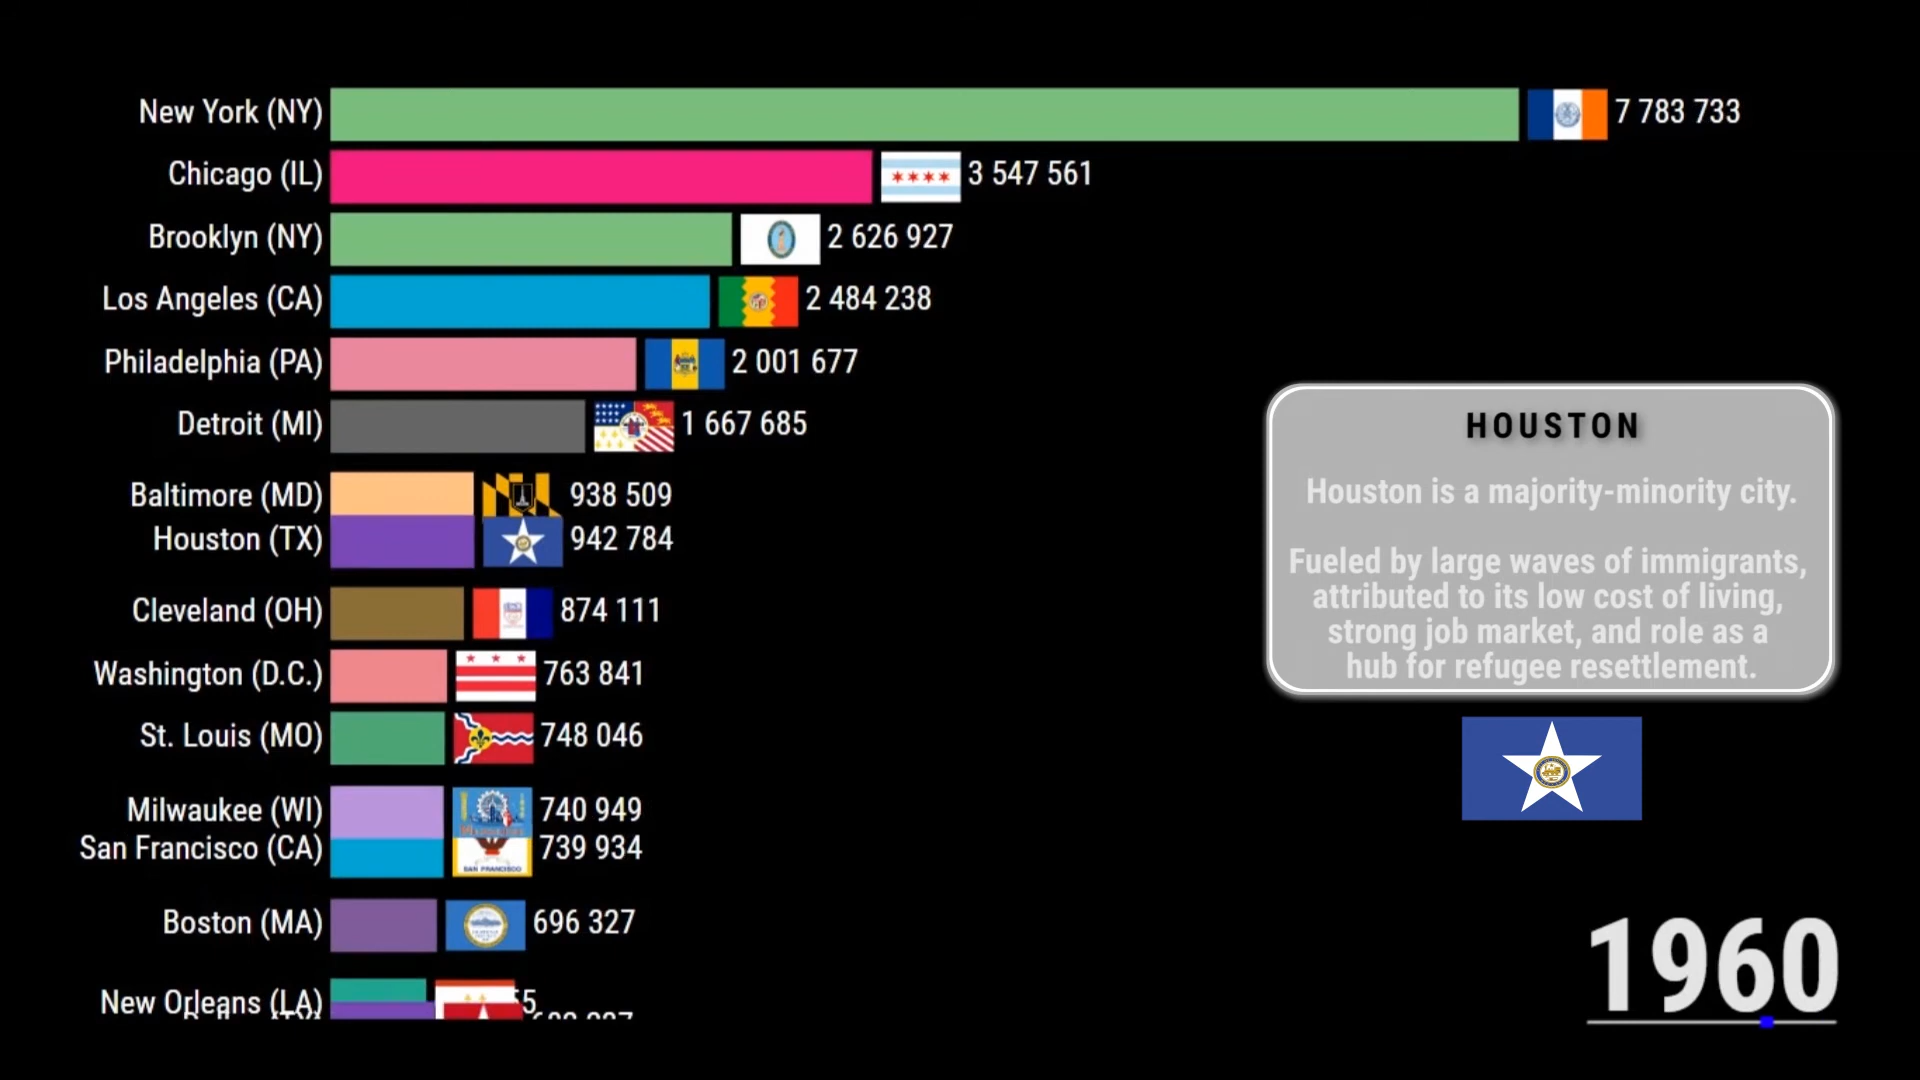 New York (NY) 7 783 733
Chicago (IL) 3 547 561
Brooklyn (NY) 2 626 927
Los Angeles (CA) 2 484 238
Philadelphia (PA) 2 001 677
Detroit (MI) 1 667 685
Baltimore (MD) 938 509
Houston (TX) 942 784
Cleveland (OH) 874 111
Washington (D.C.) 763 841
St. Louis (MO) 748 046
Milwaukee (WI) 740 949
San Francisco (CA) SAN FRANCISCO 739 934
Boston (MA) 696 327
New Orleans (LA)
HOUSTON
Houston is a majority-minority city.
Fueled by large waves of immigrants,
attributed to its low cost of living,
strong job market, and role as a
hub for refugee resettlement.
1960